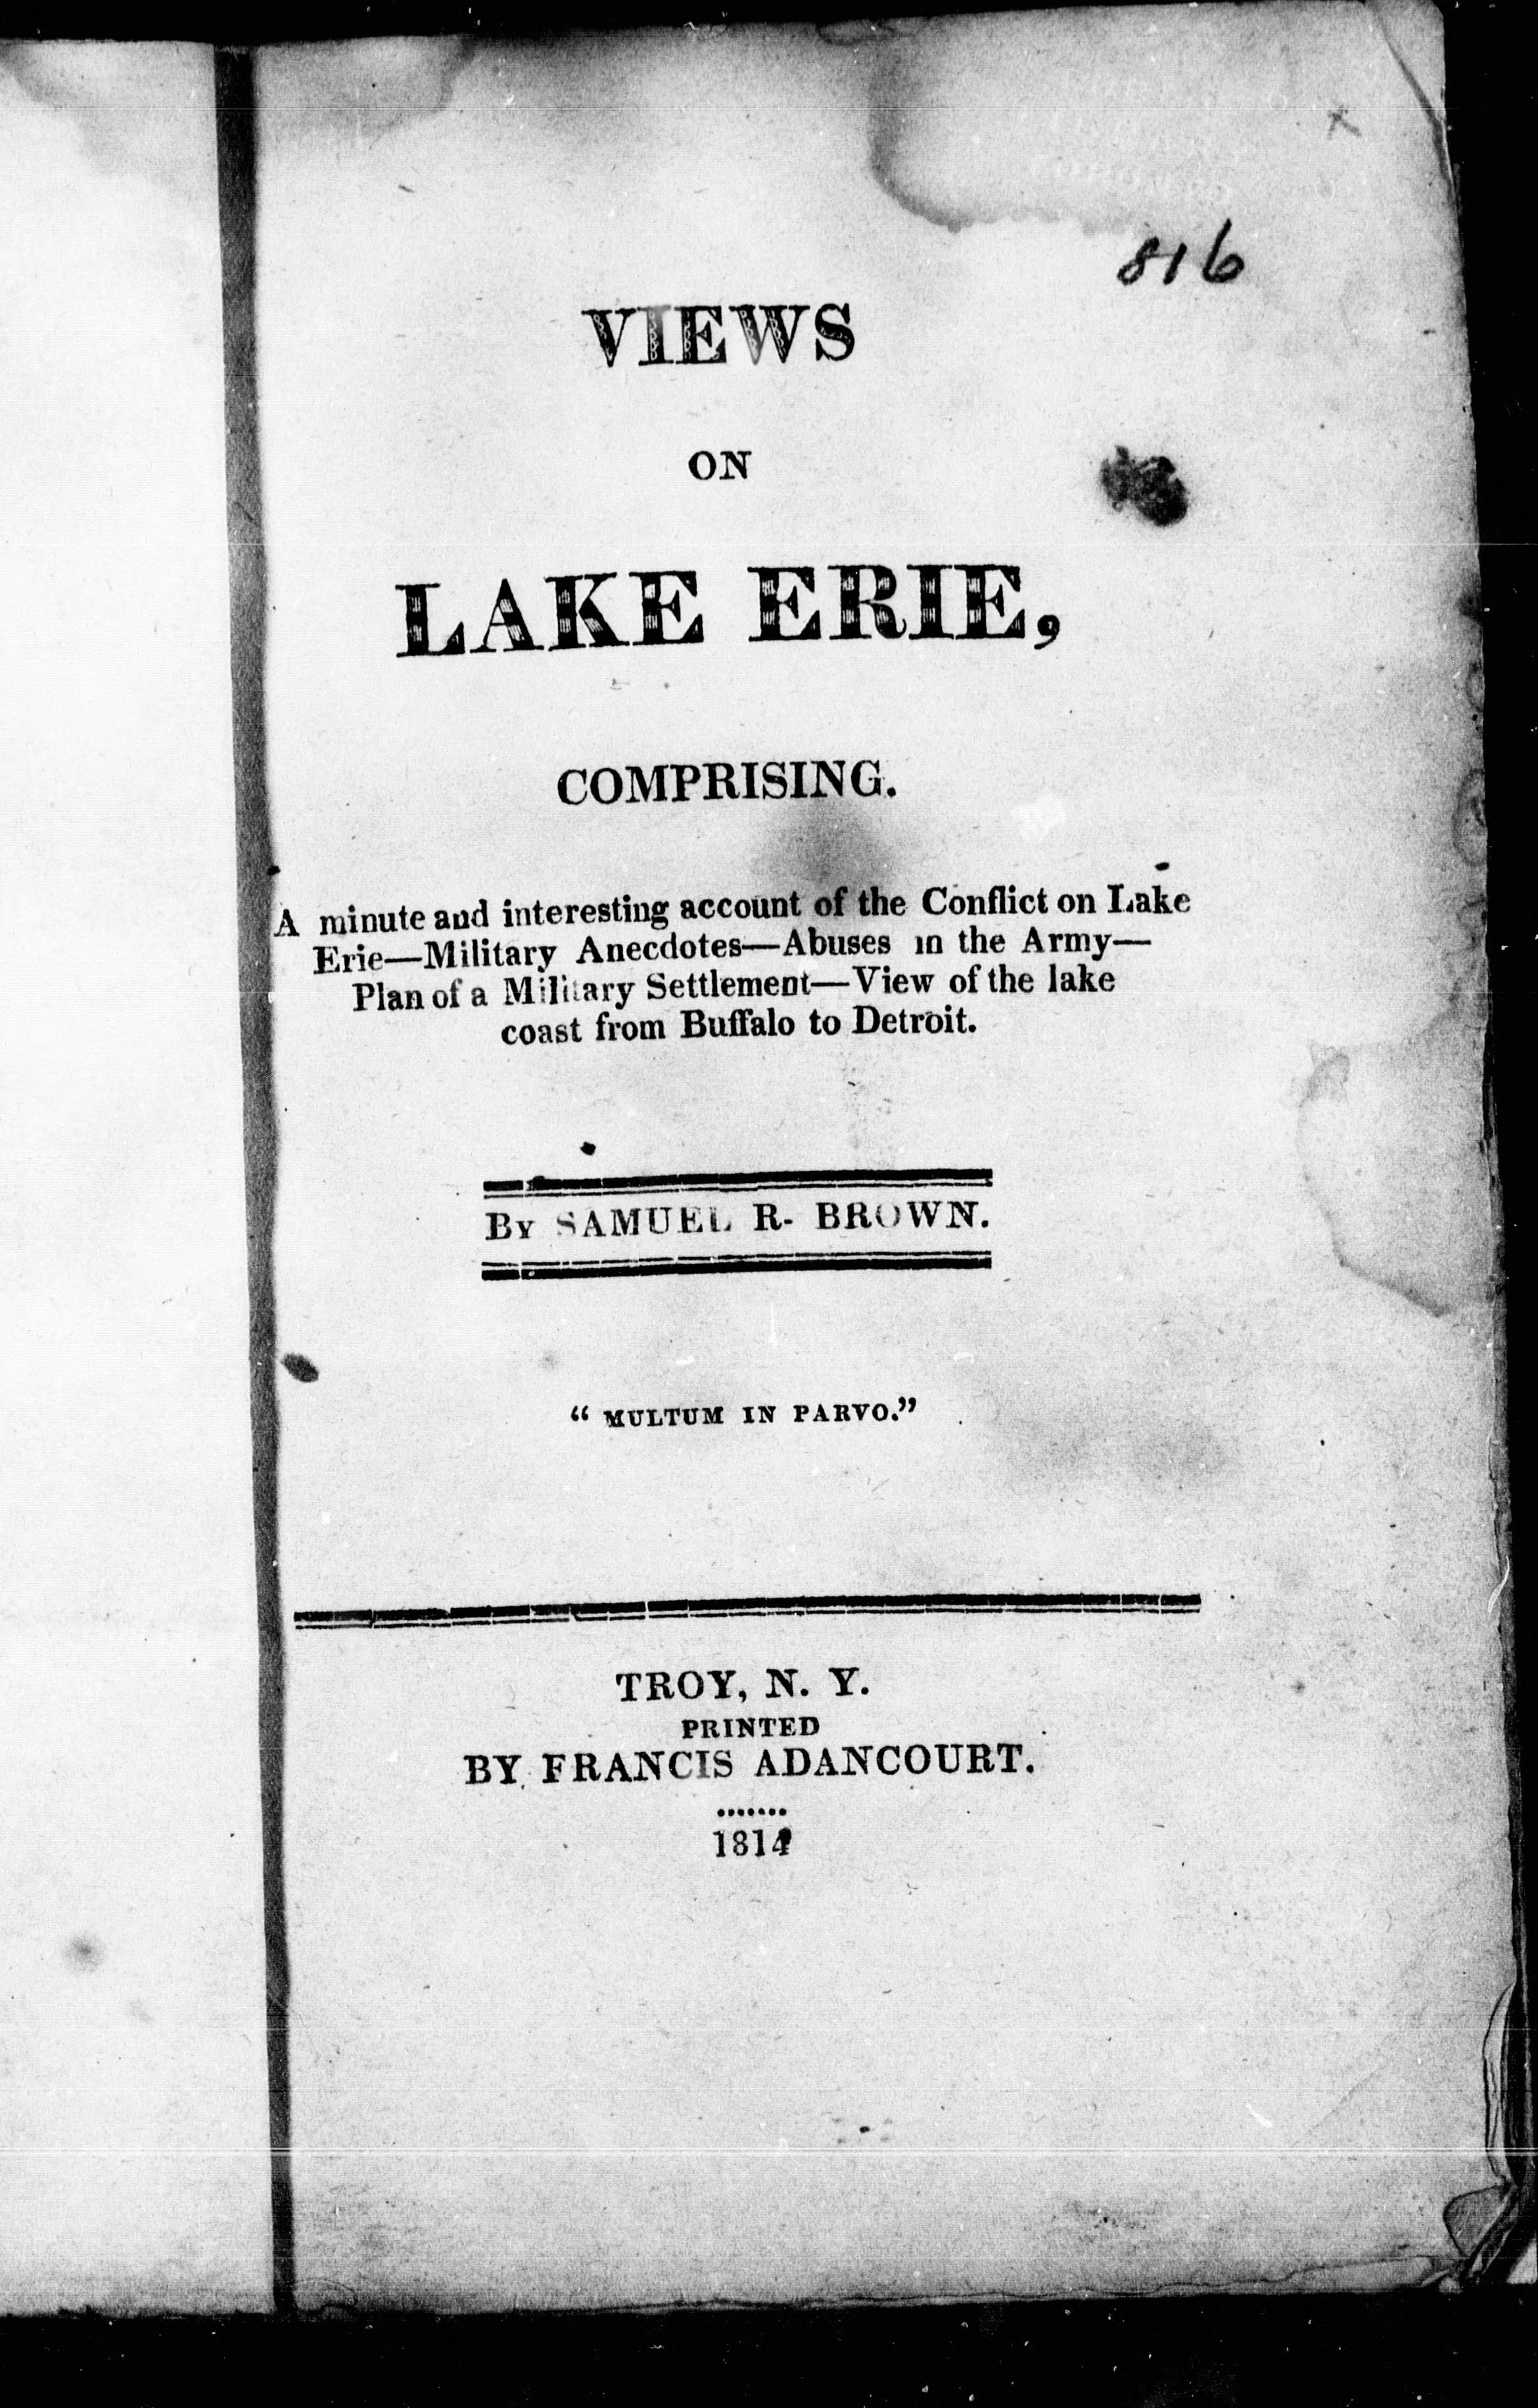 816
VIEWS
ON
LAKE ERIE,
COMPRISING.
A minute and interesting account of the Conflict on Lake
Erie—Military Anecdotes—Abuses in the Army—
Plan of a Military Settlement—View of the lake
coast from Buffalo to Detroit.
By SAMUEL R. BROWN.
“ MULTUM IN PARVO.”
TROY, N. Y.
PRINTED
BY FRANCIS ADANCOURT.
.......
1814